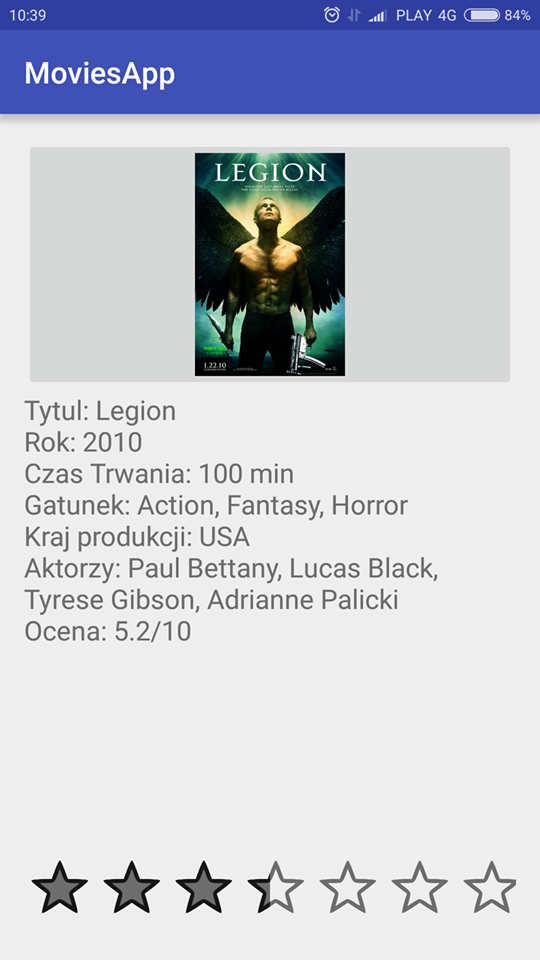 10:39 PLAY 4G 84%
MoviesApp
LEGION
1.22.10
Tytul: Legion
Rok: 2010
Czas Trwania: 100 min
Gatunek: Action, Fantasy, Horror
Kraj produkcji: USA
Aktorzy: Paul Bettany, Lucas Black,
Tyrese Gibson, Adrianne Palicki
Ocena: 5.2/10